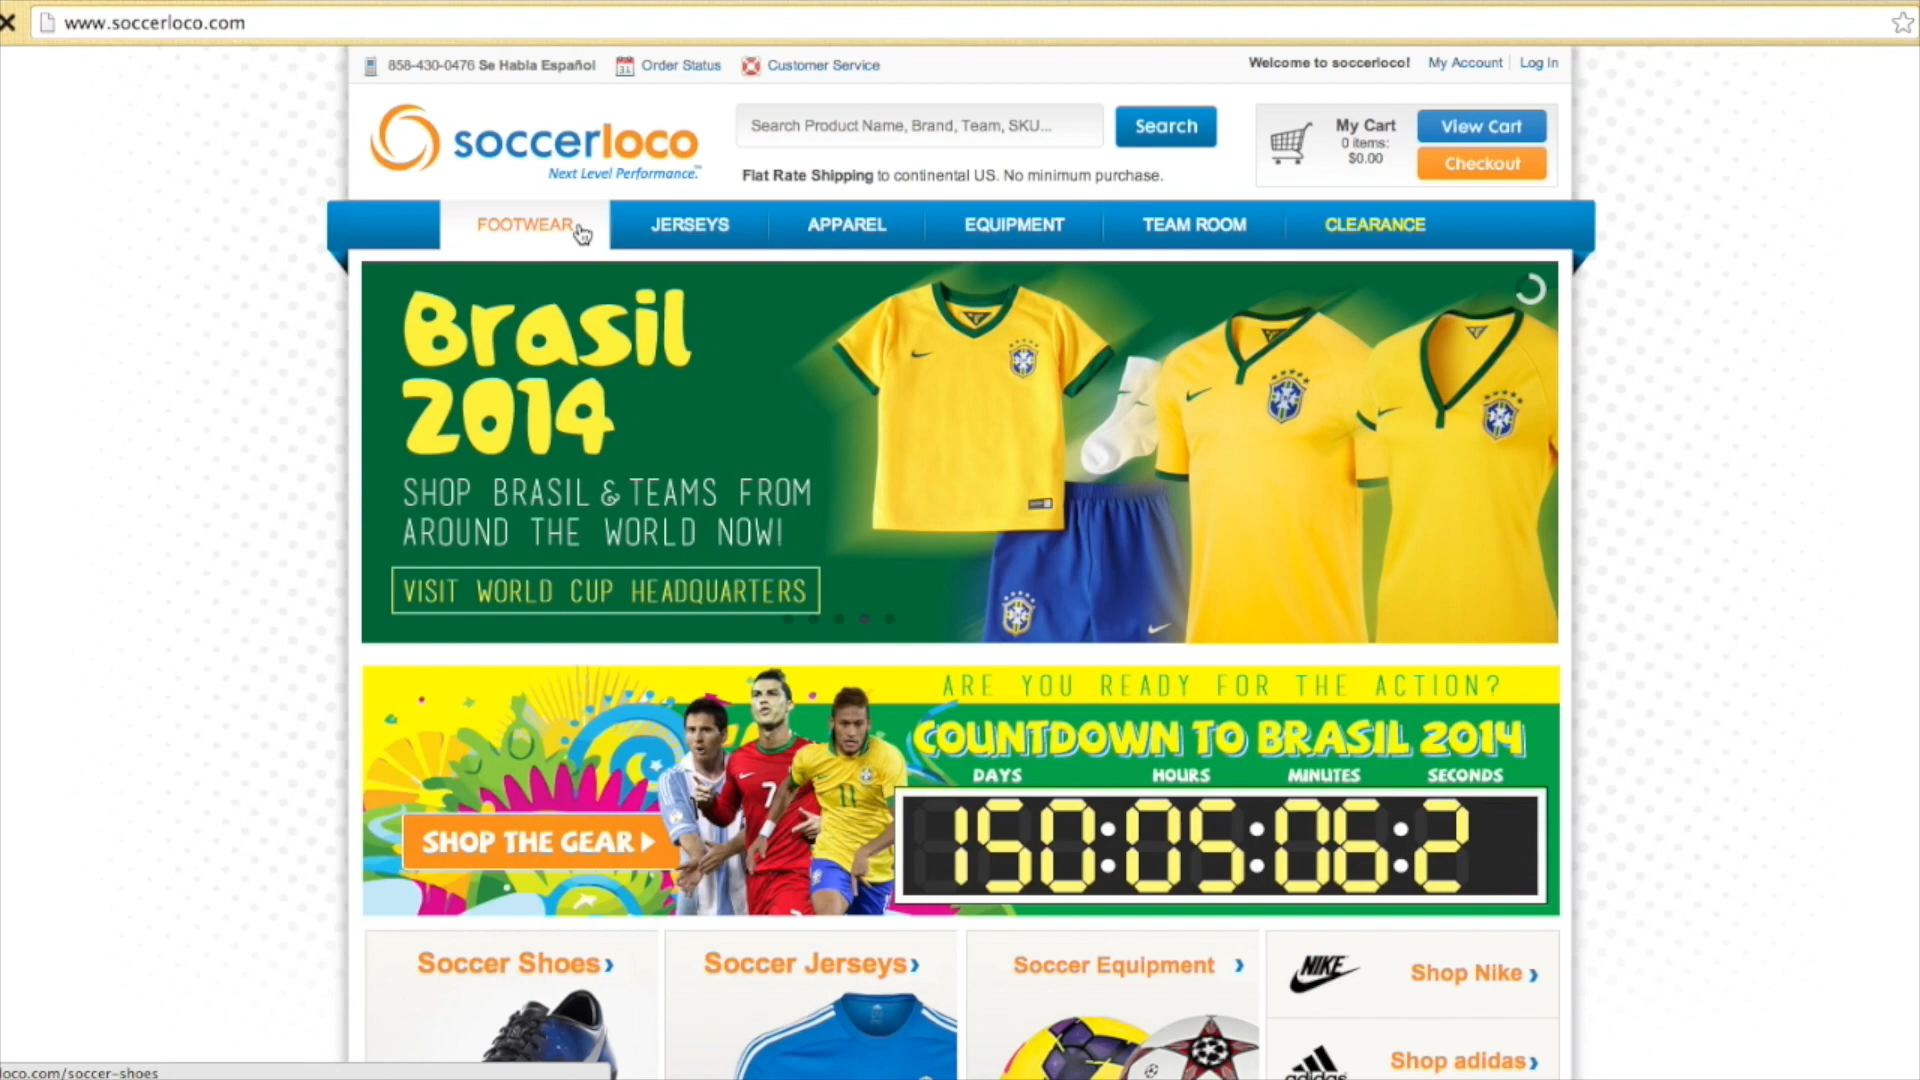 www.soccerloco.com
858-430-0476 Se Habla Español
31
Order Status
Customer Service
Welcome to soccerloco!
My Account
Log In
soccerloco
Next Level Performance.™
Search Product Name, Brand, Team, SKU...
Search
Flat Rate Shipping to continental US. No minimum purchase.
My Cart
0 items:
$0.00
View Cart
Checkout
FOOTWEAR
JERSEYS
APPAREL
EQUIPMENT
TEAM ROOM
CLEARANCE
Brasil
2014
SHOP BRASIL & TEAMS FROM
AROUND THE WORLD NOW!
VISIT WORLD CUP HEADQUARTERS
ARE YOU READY FOR THE ACTION?
COUNTDOWN TO BRASIL 2014
DAYS HOURS MINUTES SECONDS
150:05:06:2
7
11
SHOP THE GEAR
Soccer Shoes
Soccer Jerseys
Soccer Equipment
NIKE
Shop Nike
adidas
Shop adidas
loco.com/soccer-shoes